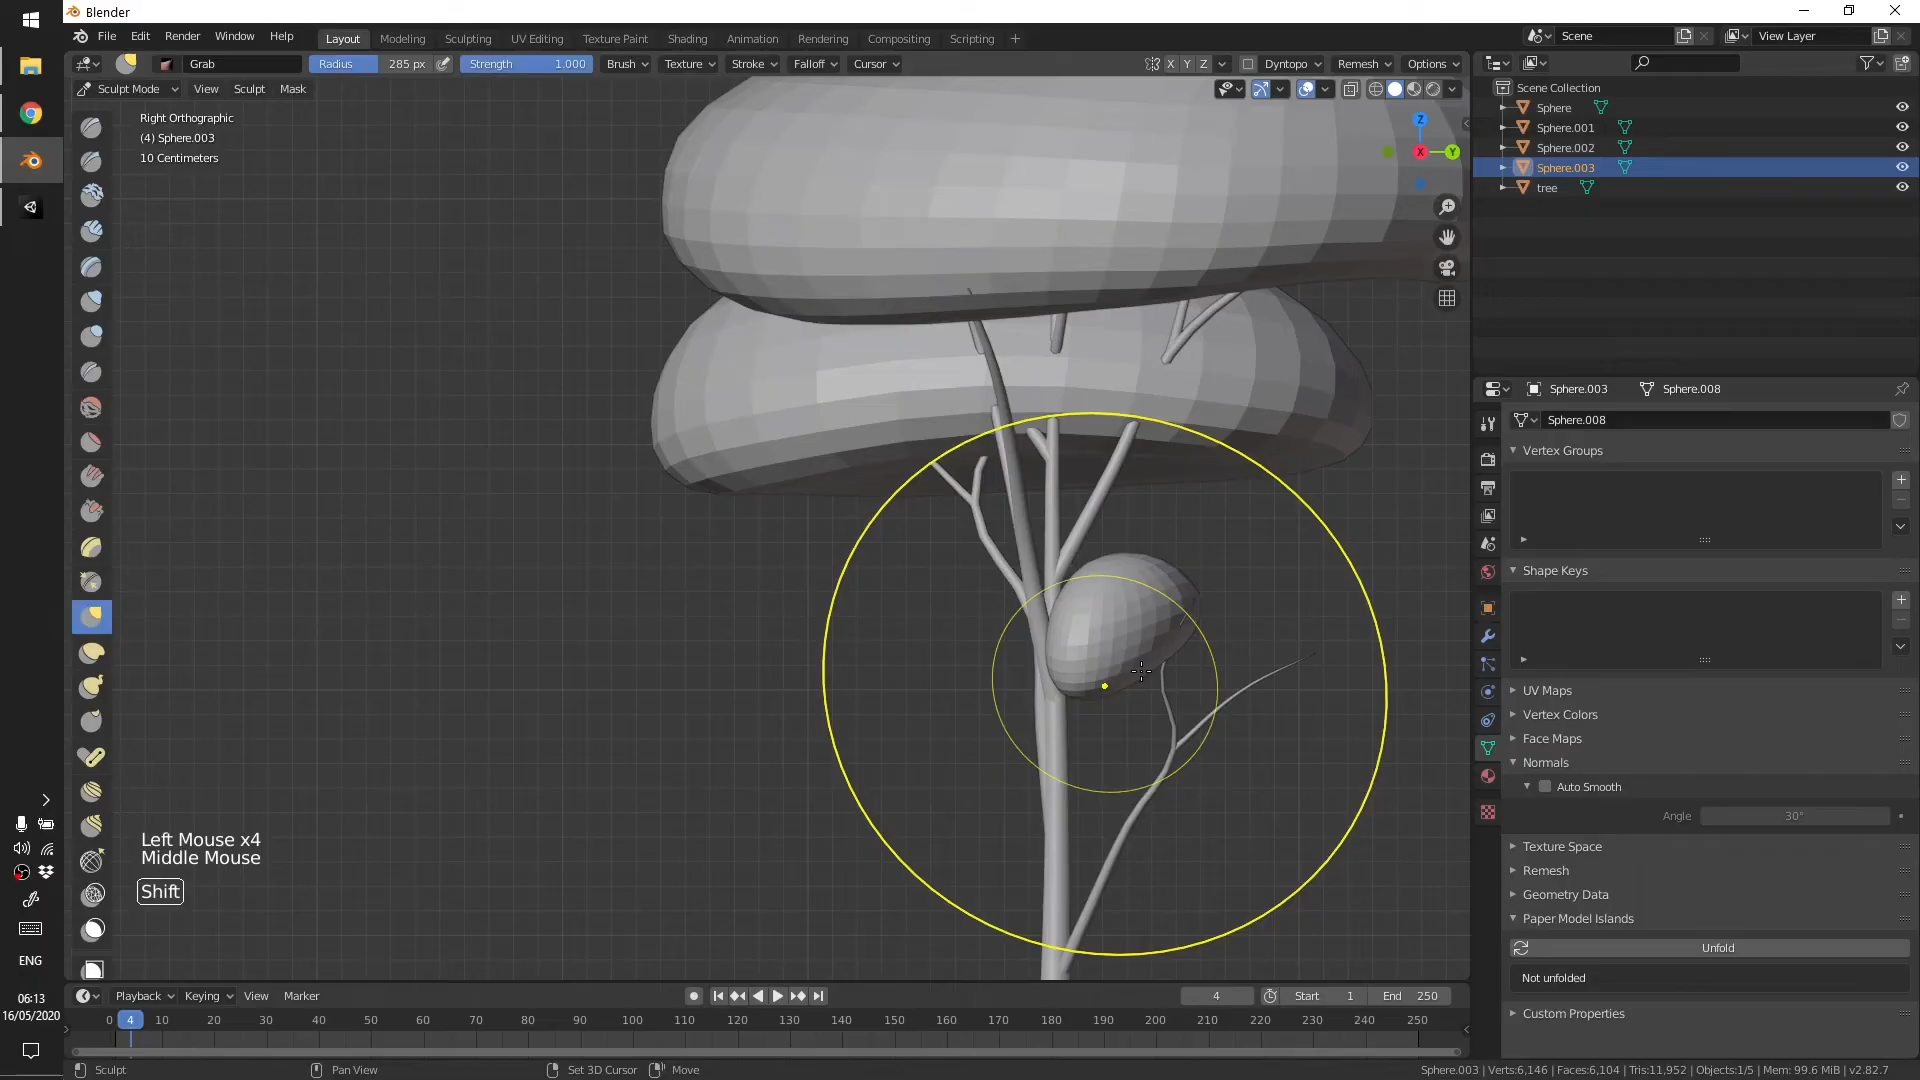 Blender
File Edit Render Window Help
Layout Modeling Sculpting UV Editing Texture Paint Shading Animation Rendering Compositing Scripting +
Scene
View Layer
Grab
Radius 285 px
Strength 1.000
Brush Texture Stroke Falloff Cursor
X Y Z
Dyntopo Remesh Options
Sculpt Mode View Sculpt Mask
Right Orthographic
(4) Sphere.003
10 Centimeters
Z
X
Y
Scene Collection
Sphere
Sphere.001
Sphere.002
Sphere.003
tree
Sphere.003 Sphere.008
Sphere.008
Vertex Groups
Shape Keys
UV Maps
Vertex Colors
Face Maps
Normals
Auto Smooth
Angle 30°
Texture Space
Remesh
Geometry Data
Paper Model Islands
Unfold
Not unfolded
Custom Properties
Left Mouse x4
Middle Mouse
Shift
ENG
06:13
16/05/2020
Playback Keying View Marker
4
Start 1
End 250
0 4 10 20 30 40 50 60 70 80 90 100 110 120 130 140 150 160 170 180 190 200 210 220 230 240 250
Sculpt
Pan View
Set 3D Cursor
Move
Sphere.003 | Verts:6,146 | Faces:6,104 | Tris:11,952 | Objects:1/5 | Mem: 99.6 MiB | v2.82.7